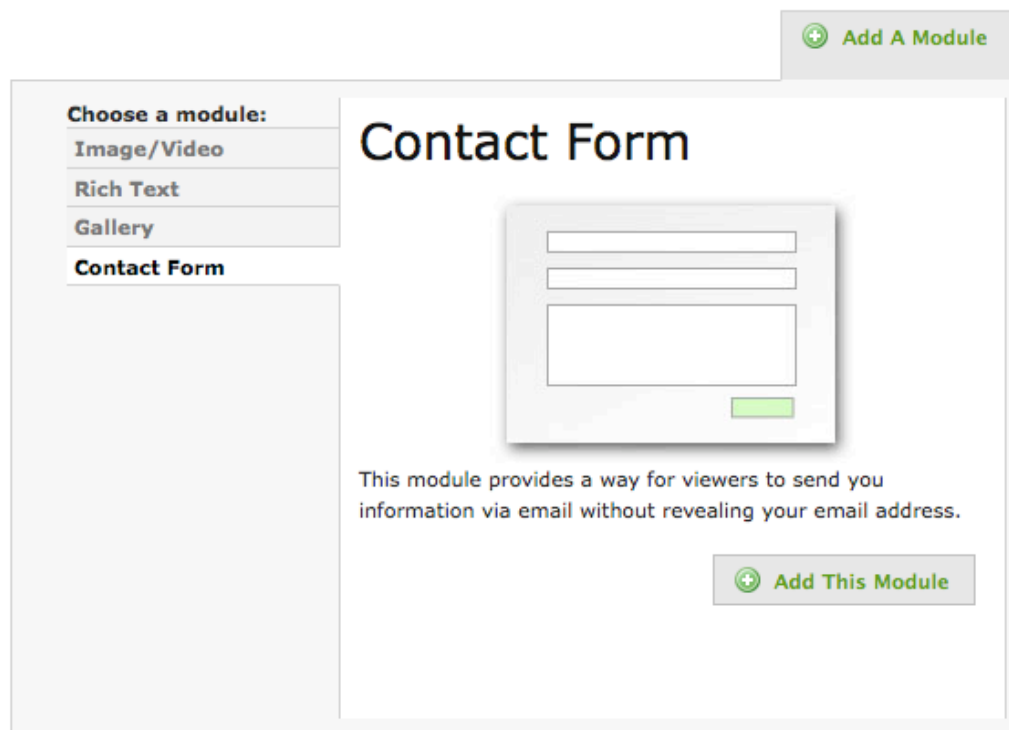 Add A Module
Choose a module:
Image/Video
Rich Text
Gallery
Contact Form
Contact Form
This module provides a way for viewers to send you
information via email without revealing your email address.
Add This Module